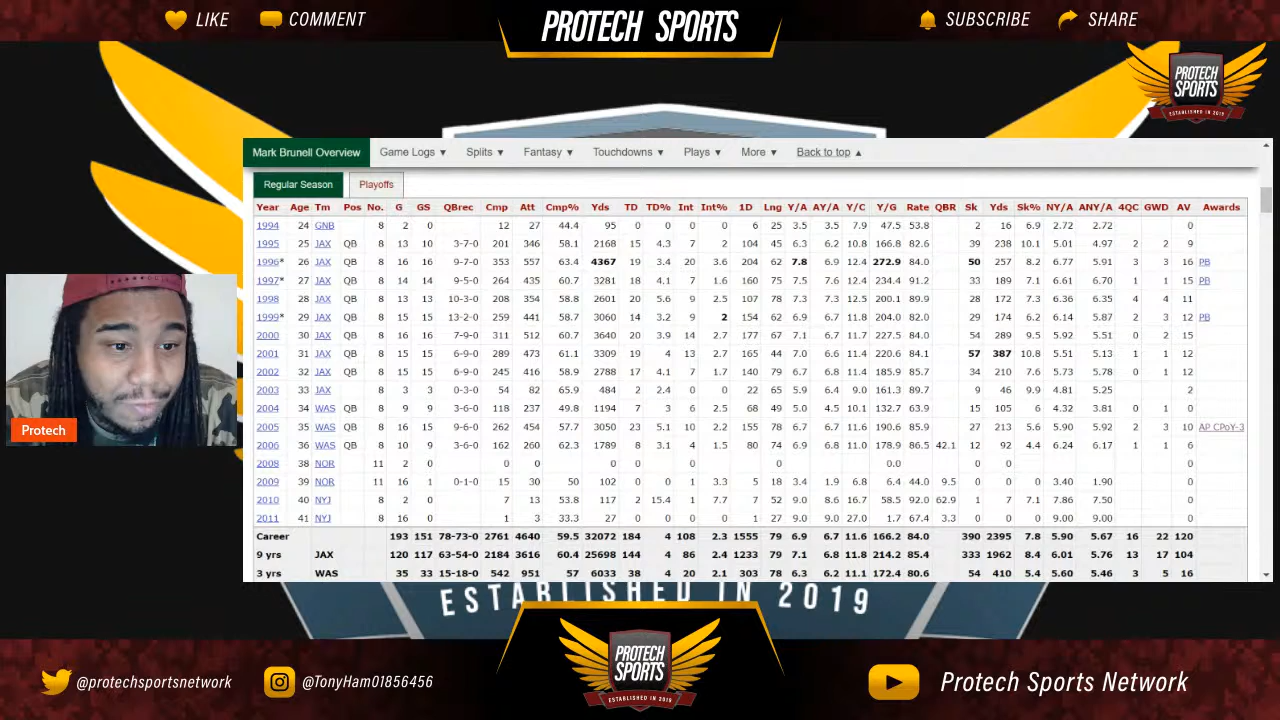 LIKE COMMENT PROTECH SPORTS SUBSCRIBE SHARE
PROTECH
SPORTS
ESTABLISHED IN 2019
Mark Brunell Overview Game Logs ▼ Splits ▼ Fantasy ▼ Touchdowns ▼ Plays ▼ More ▼ Back to top ▲
Regular Season Playoffs
Year Age Tm Pos No. G GS QBrec Cmp Att Cmp% Yds TD TD% Int Int% 1D Lng Y/A AY/A Y/C Y/G Rate QBR Sk Yds Sk% NY/A ANY/A 4QC GWD AV Awards
1994 24 GNB 8 2 0 12 27 44.4 95 0 0 0 0 6 25 3.5 3.5 7.9 47.5 53.8 2 16 6.9 2.72 2.72 0
1995 25 JAX QB 8 13 10 3-7-0 201 346 58.1 2168 15 4.3 7 2 104 45 6.3 6.2 10.8 166.8 82.6 39 238 10.1 5.01 4.97 2 2 9
1996* 26 JAX QB 8 16 16 9-7-0 353 557 63.4 4367 19 3.4 20 3.6 204 62 7.8 6.9 12.4 272.9 84.0 50 257 8.2 6.77 5.91 3 3 16 PB
1997* 27 JAX QB 8 14 14 9-5-0 264 435 60.7 3281 18 4.1 7 1.6 160 75 7.5 7.6 12.4 234.4 91.2 33 189 7.1 6.61 6.70 1 1 15 PB
1998 28 JAX QB 8 13 13 10-3-0 208 354 58.8 2601 20 5.6 9 2.5 107 78 7.3 7.3 12.5 200.1 89.9 28 172 7.3 6.36 6.35 4 4 11
1999* 29 JAX QB 8 15 15 13-2-0 259 441 58.7 3060 14 3.2 9 2 154 62 6.9 6.7 11.8 204.0 82.0 29 174 6.2 6.14 5.87 2 3 12 PB
2000 30 JAX QB 8 16 16 7-9-0 311 512 60.7 3640 20 3.9 14 2.7 177 67 7.1 6.7 11.7 227.5 84.0 54 289 9.5 5.92 5.51 0 2 15
2001 31 JAX QB 8 15 15 6-9-0 289 473 61.1 3309 19 4 13 2.7 165 44 7.0 6.6 11.4 220.6 84.1 57 387 10.8 5.51 5.13 1 1 12
2002 32 JAX QB 8 15 15 6-9-0 245 416 58.9 2788 17 4.1 7 1.7 140 79 6.7 6.8 11.4 185.9 85.7 34 210 7.6 5.73 5.78 0 1 12
2003 33 JAX 8 3 3 0-3-0 54 82 65.9 484 2 2.4 0 0 22 65 5.9 6.4 9.0 161.3 89.7 9 46 9.9 4.81 5.25 2
2004 34 WAS QB 8 9 9 3-6-0 118 237 49.8 1194 7 3 6 2.5 68 49 5.0 4.5 10.1 132.7 63.9 15 105 6 4.32 3.81 0 1 0
2005 35 WAS QB 8 16 15 9-6-0 262 454 57.7 3050 23 5.1 10 2.2 155 78 6.7 6.7 11.6 190.6 85.9 27 213 5.6 5.90 5.92 2 3 10 AP CPoY-3
2006 36 WAS QB 8 10 9 3-6-0 162 260 62.3 1789 8 3.1 4 1.5 80 74 6.9 6.8 11.0 178.9 86.5 42.1 12 92 4.4 6.24 6.17 1 1 6
2008 38 NOR 11 2 0 0 0 0 0 0 0 0.0 0 0 0
2009 39 NOR 11 16 1 0-1-0 15 30 50 102 0 0 1 3.3 5 18 3.4 1.9 6.8 6.4 44.0 9.5 0 0 0 3.40 1.90 0
2010 40 NYJ 8 2 0 7 13 53.8 117 2 15.4 1 7.7 7 52 9.0 8.6 16.7 58.5 92.0 62.9 1 7 7.1 7.86 7.50 0
2011 41 NYJ 8 16 0 1 3 33.3 27 0 0 0 0 1 27 9.0 9.0 27.0 1.7 67.4 3.3 0 0 0 9.00 9.00 0
Career 193 151 78-73-0 2761 4640 59.5 32072 184 4 108 2.3 1555 79 6.9 6.7 11.6 166.2 84.0 390 2395 7.8 5.90 5.67 16 22 120
9 yrs JAX 120 117 63-54-0 2184 3616 60.4 25698 144 4 86 2.4 1233 79 7.1 6.8 11.8 214.2 85.4 333 1962 8.4 6.01 5.76 13 17 104
3 yrs WAS 35 33 15-18-0 542 951 57 6033 38 4 20 2.1 303 78 6.3 6.2 11.1 172.4 80.6 54 410 5.4 5.60 5.46 3 5 16
Protech
ESTABLISHED IN 2019
PROTECH
SPORTS
ESTABLISHED IN 2019
@protechsportsnetwork @TonyHam01856456 Protech Sports Network